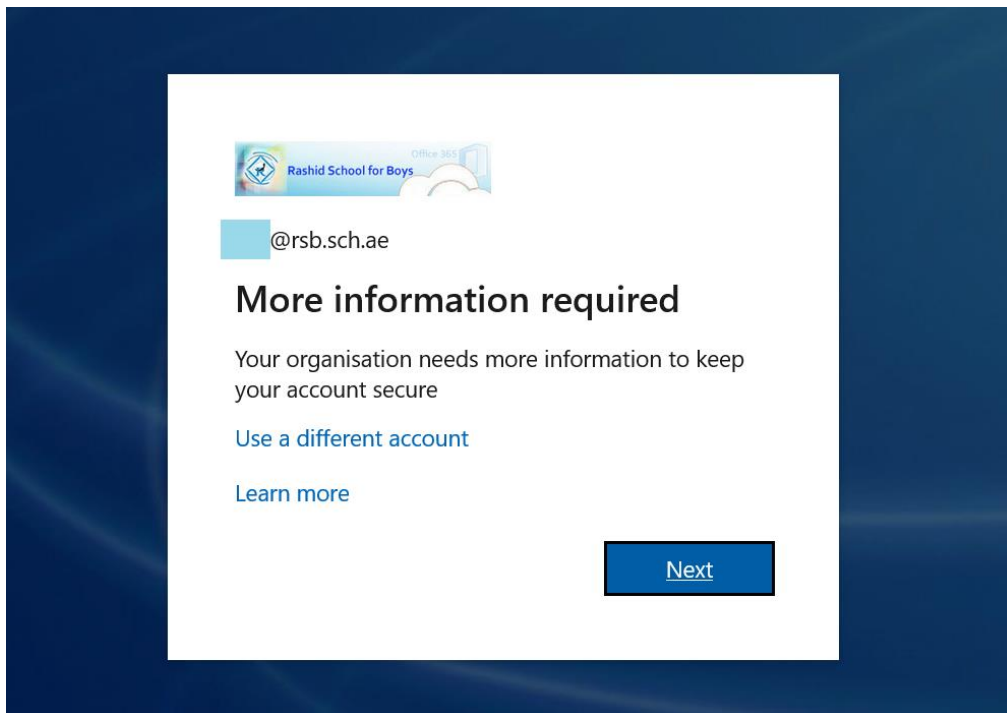 Office 365
Rashid School for Boys
@rsb.sch.ae
More information required
Your organisation needs more information to keep
your account secure
Use a different account
Learn more
Next